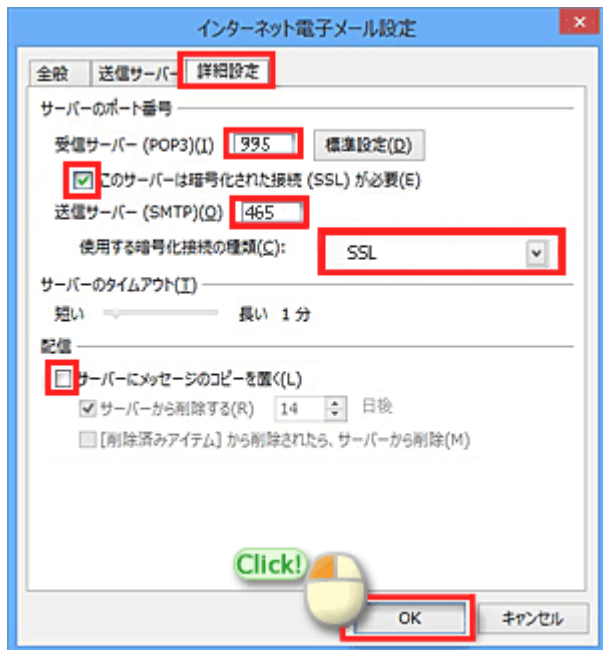 インターネット電子メール設定
×
全般 送信サーバー 詳細設定
サーバーのポート番号
受信サーバー (POP3)(I) 995 標準設定(D)
このサーバーは暗号化された接続 (SSL) が必要(E)
送信サーバー (SMTP)(O) 465
使用する暗号化接続の種類(C): SSL
サーバーのタイムアウト(T)
短い 長い 1 分
配信
サーバーにメッセージのコピーを置く(L)
サーバーから削除する(R) 14 日後
[削除済みアイテム] から削除されたら、サーバーから削除(M)
Click!
OK キャンセル